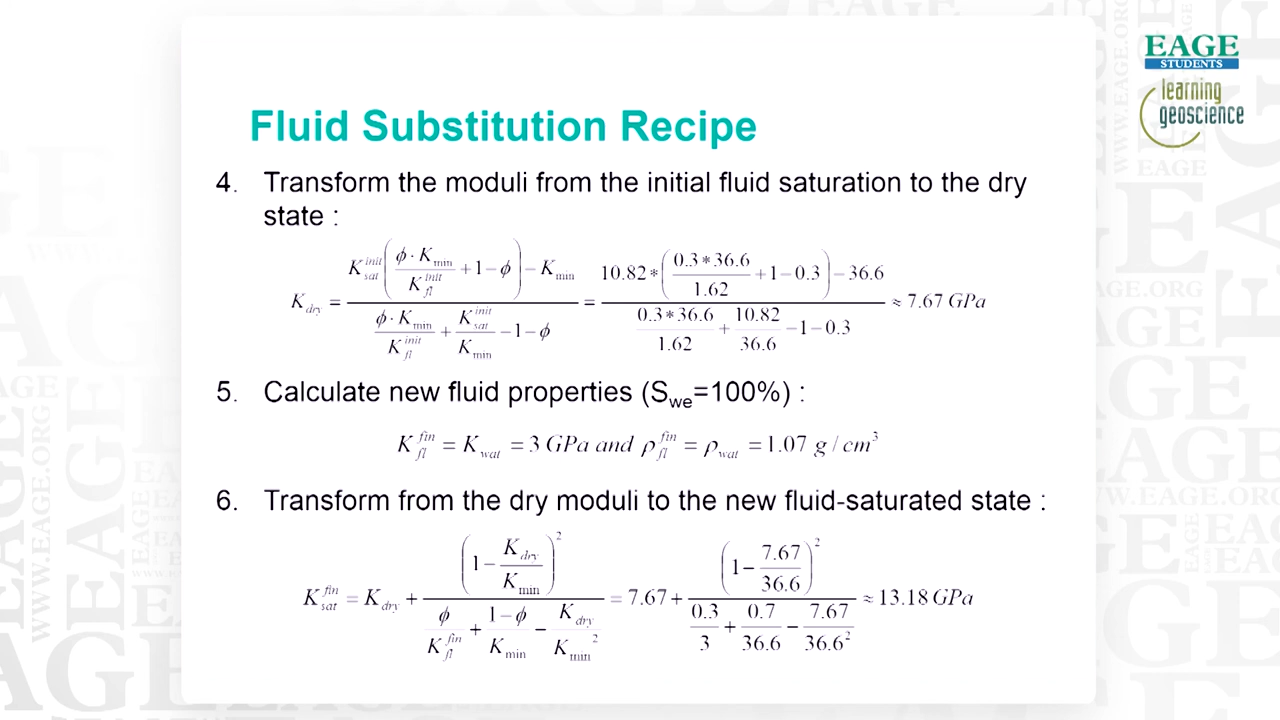 EAGE
STUDENTS
learning
geoscience
Fluid Substitution Recipe
4. Transform the moduli from the initial fluid saturation to the dry
state :
K_dry = (K_sat^init (φ · K_min / K_fl^init + 1 − φ) − K_min) / (φ · K_min / K_fl^init + K_sat^init / K_min − 1 − φ) = (10.82 * (0.3 * 36.6 / 1.62 + 1 − 0.3) − 36.6) / (0.3 * 36.6 / 1.62 + 10.82 / 36.6 − 1 − 0.3) ≈ 7.67 GPa
5. Calculate new fluid properties (S_we=100%) :
K_fl^fin = K_wat = 3 GPa and ρ_fl^fin = ρ_wat = 1.07 g / cm^3
6. Transform from the dry moduli to the new fluid-saturated state :
K_sat^fin = K_dry + (1 − K_dry / K_min)^2 / (φ / K_fl^fin + 1 − φ / K_min − K_dry / K_min^2) = 7.67 + (1 − 7.67 / 36.6)^2 / (0.3 / 3 + 0.7 / 36.6 − 7.67 / 36.6^2) ≈ 13.18 GPa